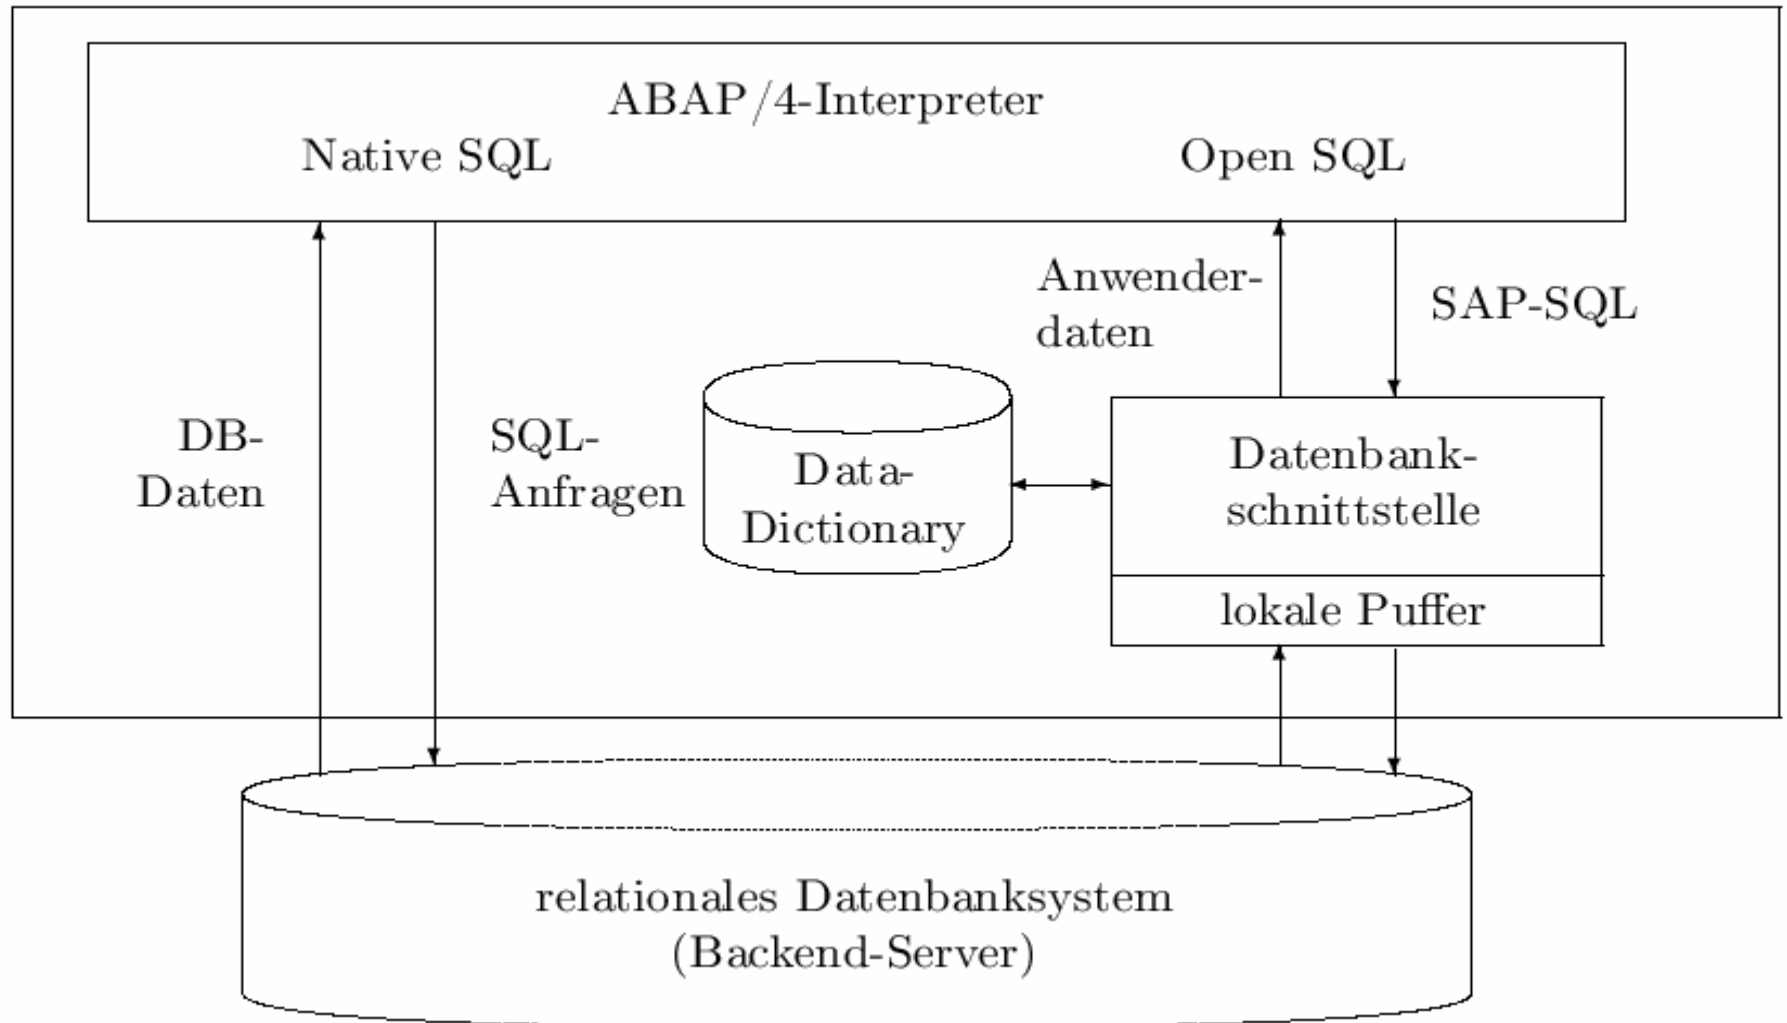 ABAP/4-Interpreter
Native SQL
Open SQL
Anwender-
daten
SAP-SQL
DB-
Daten
SQL-
Anfragen
Data-
Dictionary
Datenbank-
schnittstelle
lokale Puffer
relationales Datenbanksystem
(Backend-Server)